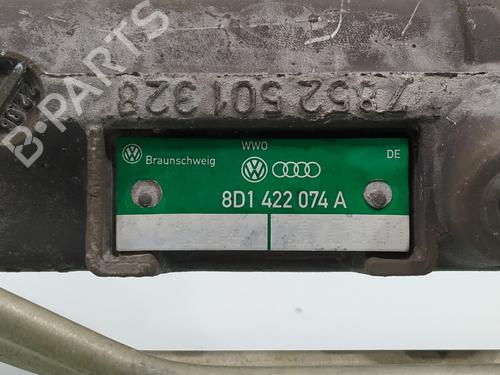 B-PARTS
7852 501 328
WWO
Braunschweig
DE
8D1 422 074 A